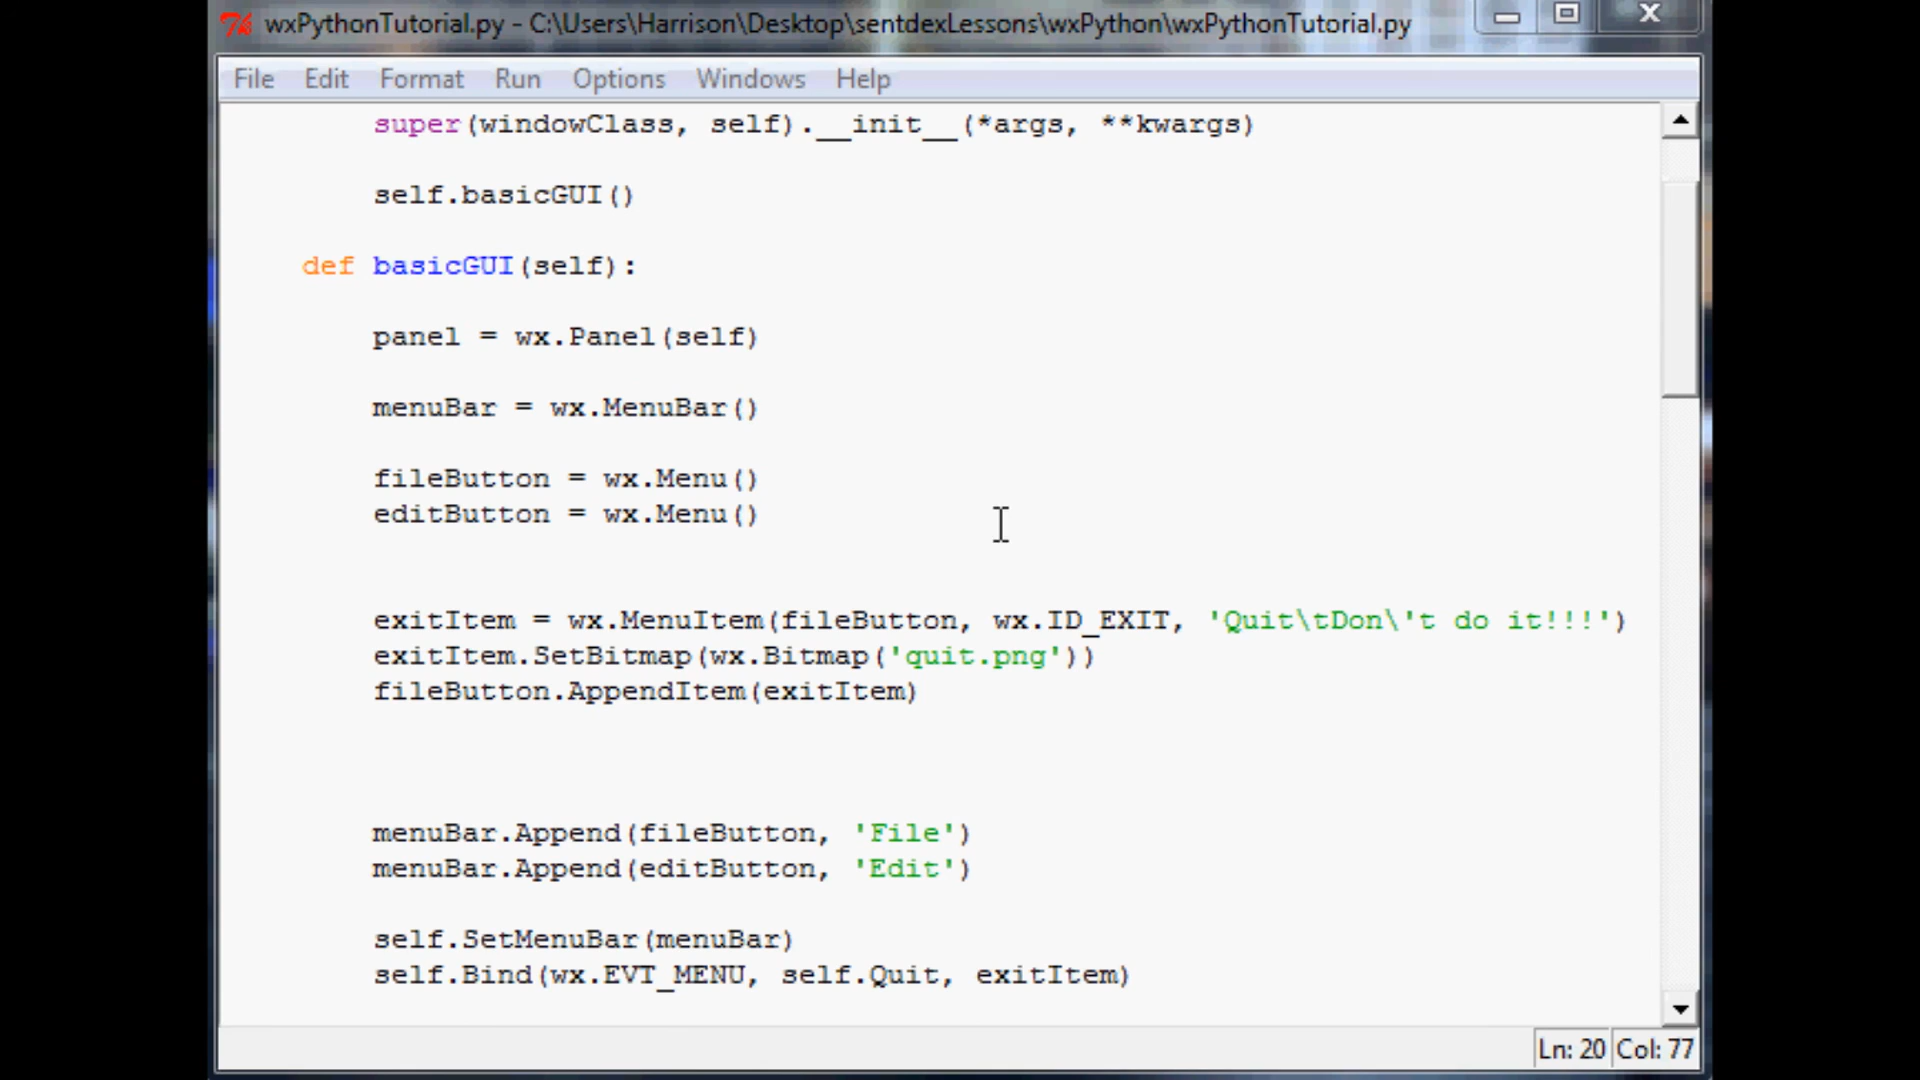 wxPythonTutorial.py - C:\Users\Harrison\Desktop\sentdexLessons\wxPython\wxPythonTutorial.py
File Edit Format Run Options Windows Help
super(windowClass, self).__init__(*args, **kwargs)
self.basicGUI()
def basicGUI(self):
panel = wx.Panel(self)
menuBar = wx.MenuBar()
fileButton = wx.Menu()
editButton = wx.Menu()
exitItem = wx.MenuItem(fileButton, wx.ID_EXIT, 'Quit\tDon\'t do it!!!!')
exitItem.SetBitmap(wx.Bitmap('quit.png'))
fileButton.AppendItem(exitItem)
menuBar.Append(fileButton, 'File')
menuBar.Append(editButton, 'Edit')
self.SetMenuBar(menuBar)
self.Bind(wx.EVT_MENU, self.Quit, exitItem)
Ln: 20 Col: 77